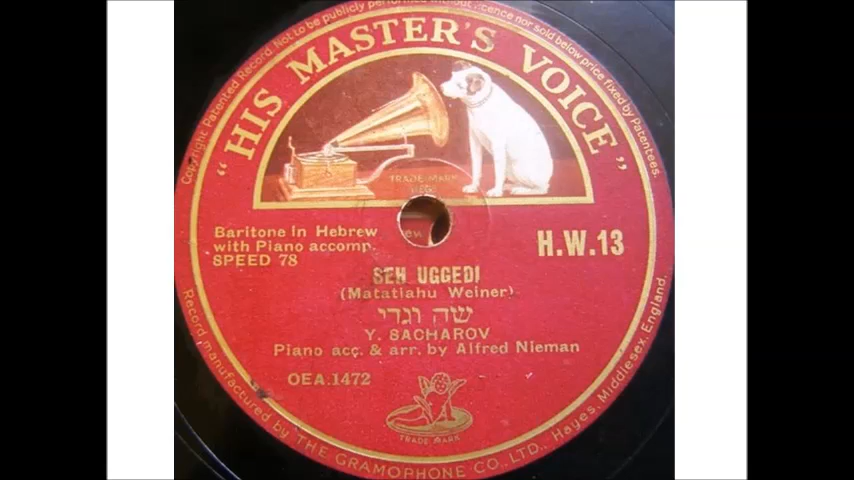 Copyright. Patented Record. Not to be publicly performed without licence nor sold below price fixed by Patentees.
"HIS MASTER'S VOICE"
TRADE MARK
Baritone in Hebrew
with Piano accomp.
SPEED 78
H.W.13
SEH UGGEDI
(Matatiahu Weiner)
שה וגדי
Y. SACHAROV
Piano acc. & arr. by Alfred Nieman
OEA.1472
TRADE MARK
Record manufactured by THE GRAMOPHONE CO., LTD., Hayes, Middlesex, England.